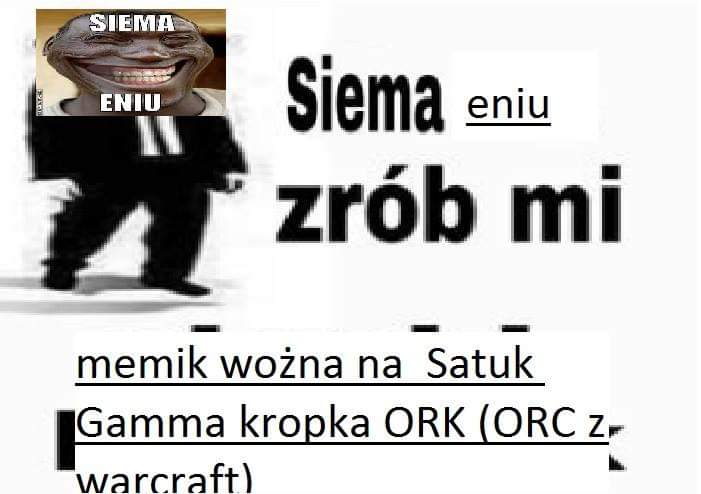 SIEMA
ENIU
Siema eniu
zrób mi
memik wożna na  Satuk
Gamma kropka ORK (ORC z
warcraft)